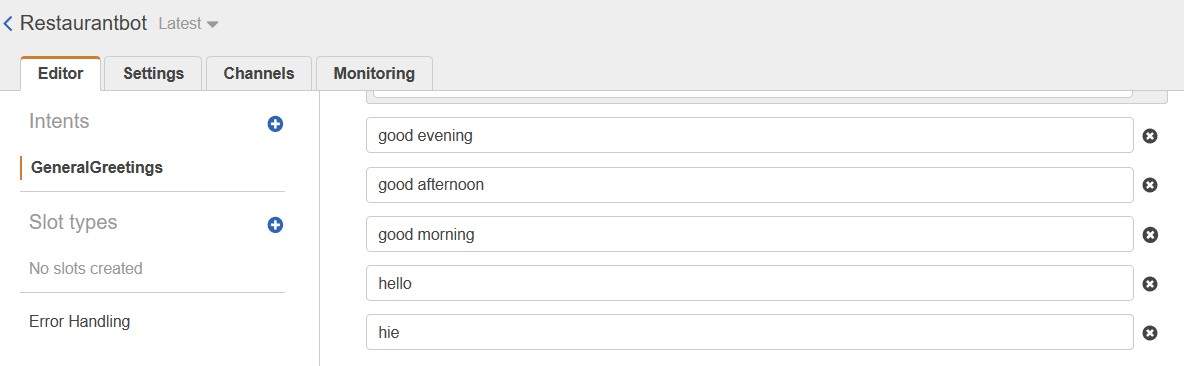 Restaurantbot Latest
Editor Settings Channels Monitoring
Intents
GeneralGreetings
Slot types
No slots created
Error Handling
good evening
good afternoon
good morning
hello
hie